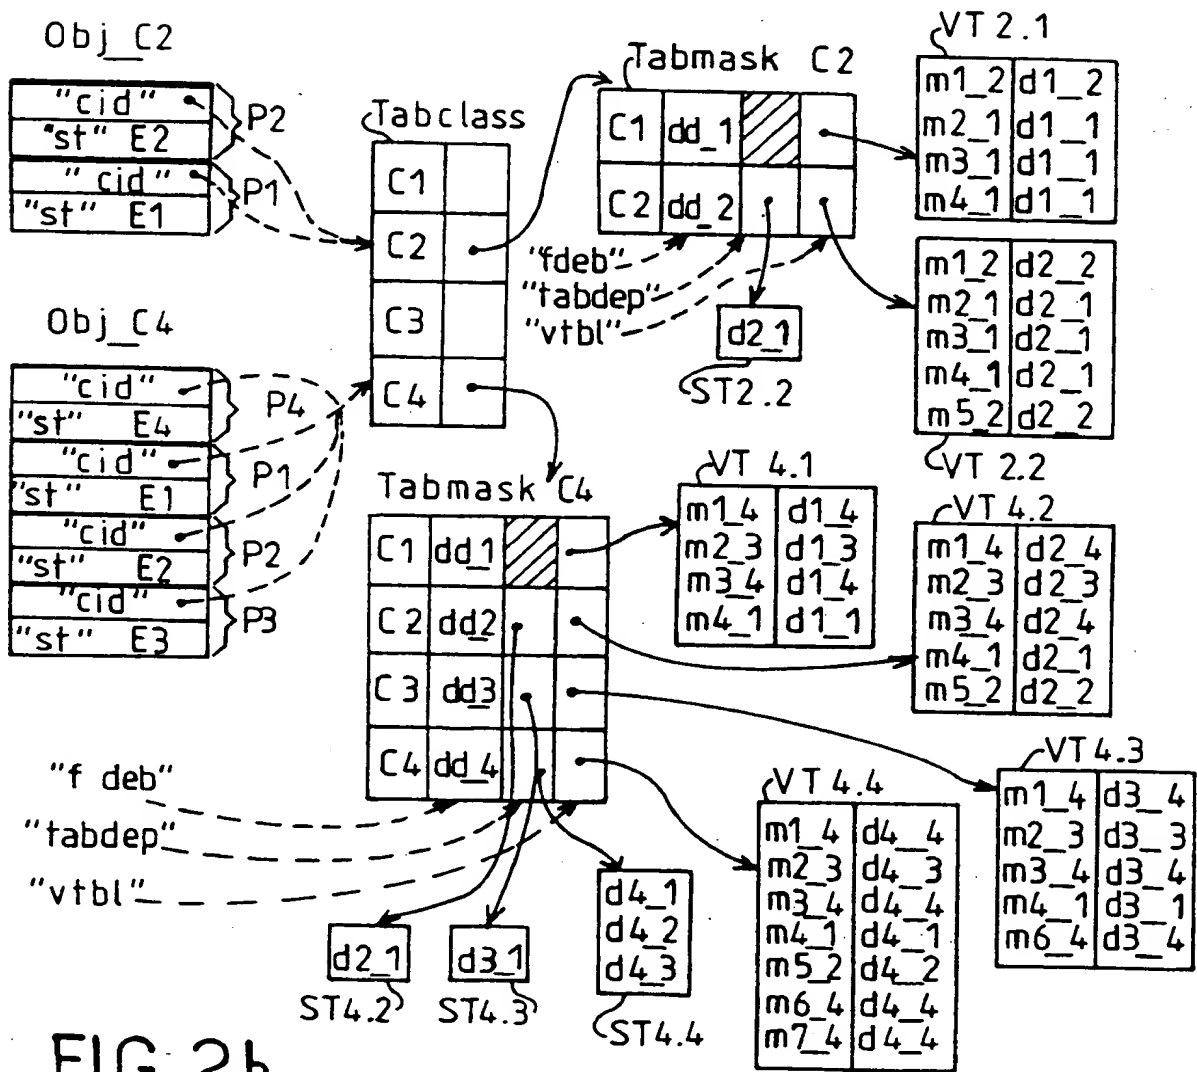 Obj_C2
"cid"
"st" E2
P2
"cid"
"st" E1
P1
Tabclass
C1
C2
C3
C4
Tabmask C2
C1 dd_1
C2 dd_2
"fdeb"
"tabdep"
"vtbl"
d2_1
ST2.2
VT 2.1
m1_2 d1_2
m2_1 d1_1
m3_1 d1_1
m4_1 d1_1
m1_2 d2_2
m2_1 d2_1
m3_1 d2_1
m4_1 d2_1
m5_2 d2_2
VT 2.2
Obj_C4
"cid"
"st" E4
P4
"cid"
"st" E1
P1
"cid"
"st" E2
P2
"cid"
"st" E3
P3
Tabmask C4
C1 dd_1
C2 dd_2
C3 dd_3
C4 dd_4
"f deb"
"tabdep"
"vtbl"
d2_1
ST4.2
d3_1
ST4.3
d4_1
d4_2
d4_3
ST4.4
VT 4.1
m1_4 d1_4
m2_3 d1_3
m3_4 d1_4
m4_1 d1_1
VT 4.2
m1_4 d2_4
m2_3 d2_3
m3_4 d2_4
m4_1 d2_1
m5_2 d2_2
VT 4.3
m1_4 d3_4
m2_3 d3_3
m3_4 d3_4
m4_1 d3_1
m6_4 d3_4
VT 4.4
m1_4 d4_4
m2_3 d4_3
m3_4 d4_4
m4_1 d4_1
m5_2 d4_2
m6_4 d4_4
m7_4 d4_4
FIG. 2b